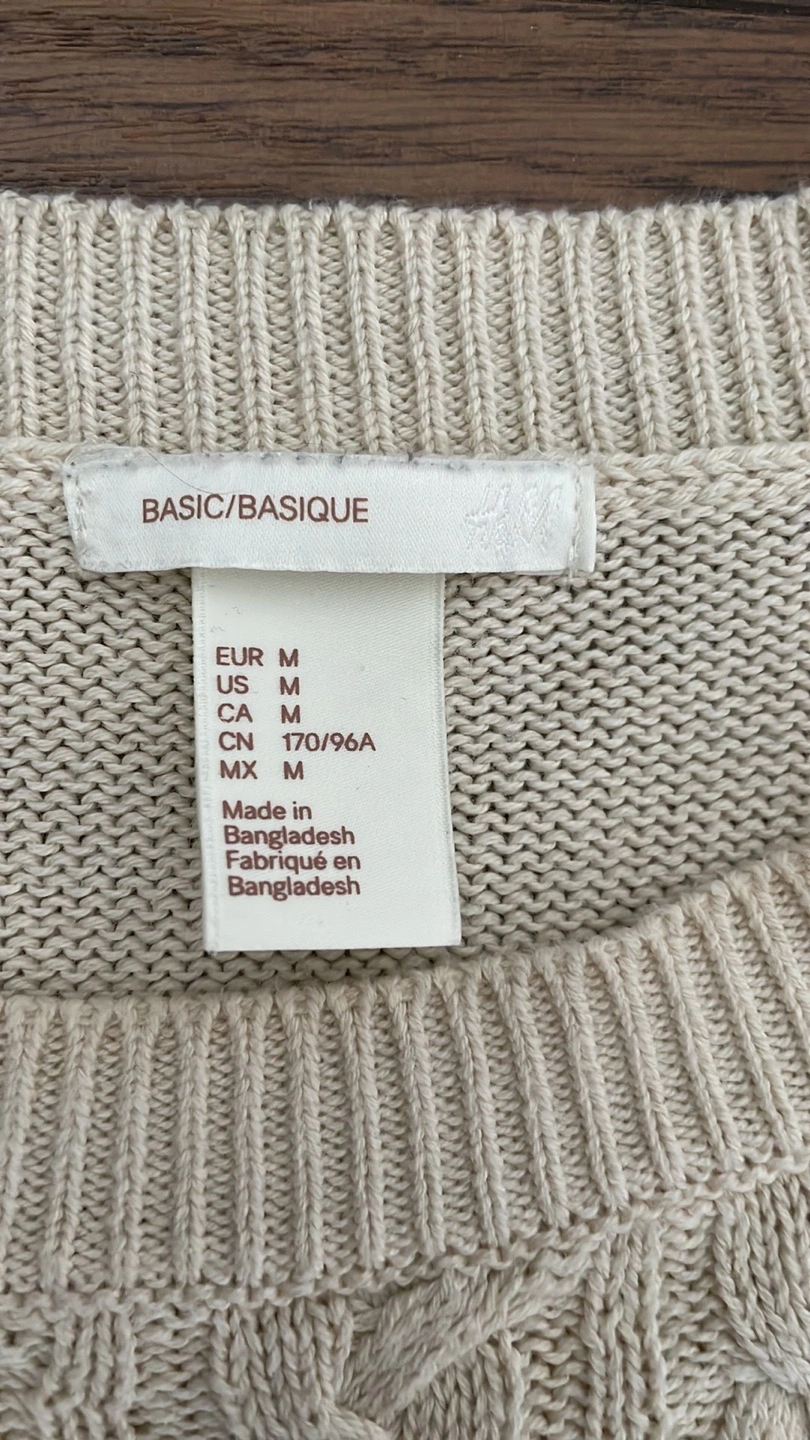 BASIC/BASIQUE H&M
EUR M
US M
CA M
CN 170/96A
MX M
Made in
Bangladesh
Fabriqué en
Bangladesh